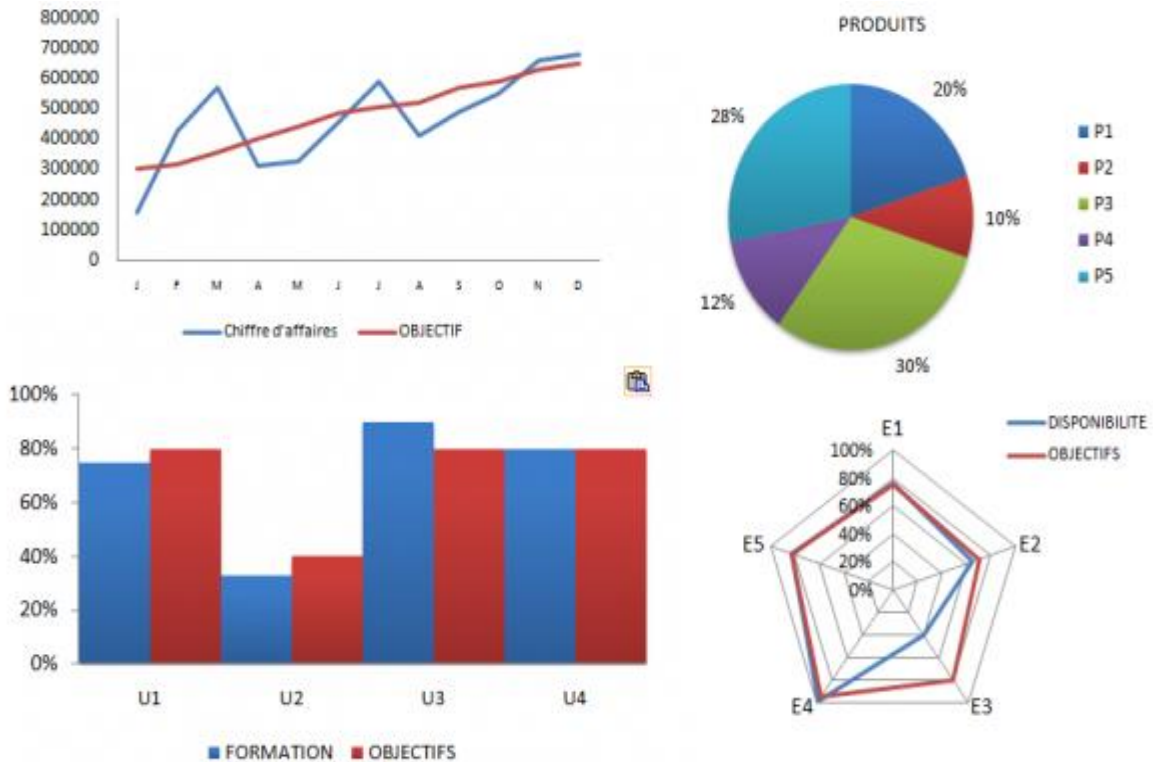 800000
700000
600000
500000
400000
300000
200000
100000
0
J F M A M J J A S O N D
Chiffre d'affaires OBJECTIF
PRODUITS
20%
28%
10%
12%
30%
P1
P2
P3
P4
P5
100%
80%
60%
40%
20%
0%
U1 U2 U3 U4
FORMATION OBJECTIFS
DISPONIBILITE
OBJECTIFS
E1
100%
80%
60%
40%
20%
0%
E5 E2
E4 E3